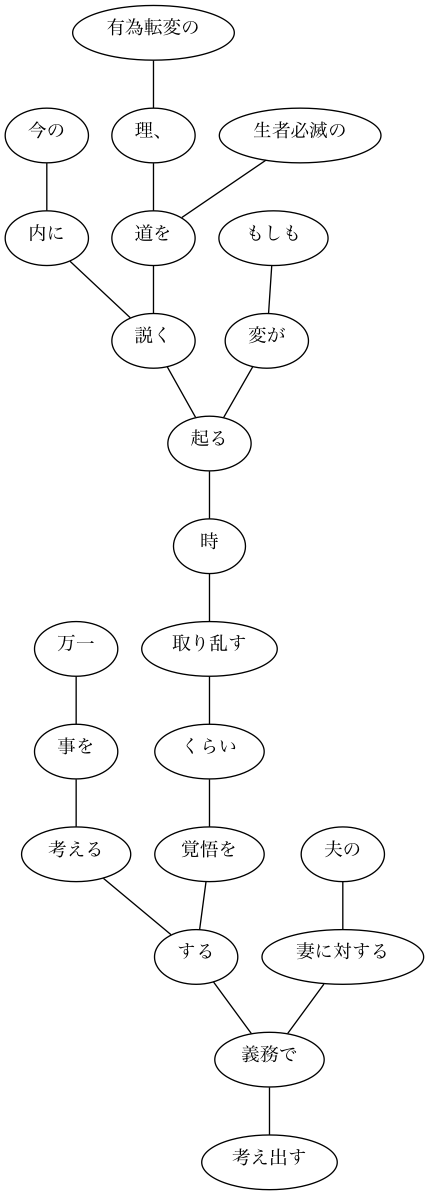 有為転変の
今の
理、
生者必滅の
内に
道を
もしも
説く
変が
起る
時
万一
取り乱す
事を
くらい
考える
覚悟を
夫の
する
妻に対する
義務で
考え出す